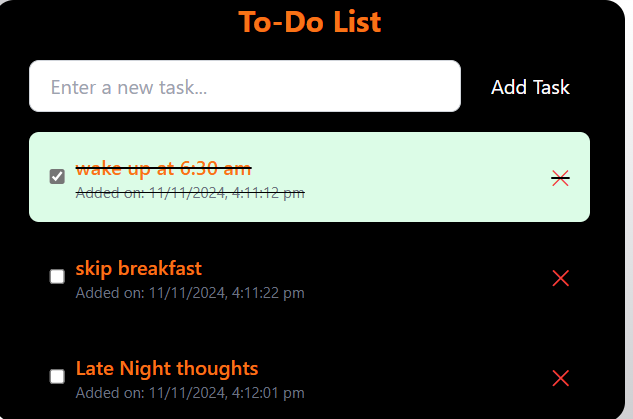 To-Do List
Enter a new task...
Add Task
wake up at 6:30 am
Added on: 11/11/2024, 4:11:12 pm
skip breakfast
Added on: 11/11/2024, 4:11:22 pm
Late Night thoughts
Added on: 11/11/2024, 4:12:01 pm